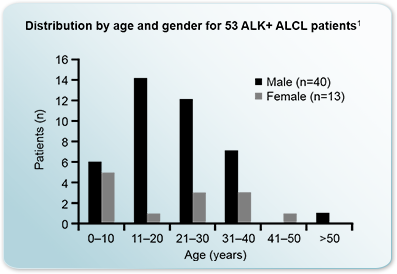 Distribution by age and gender for 53 ALK+ ALCL patients¹
16
14
12
10
8
6
4
2
0
Patients (n)
Male (n=40)
Female (n=13)
0–10 11–20 21–30 31–40 41–50 >50
Age (years)